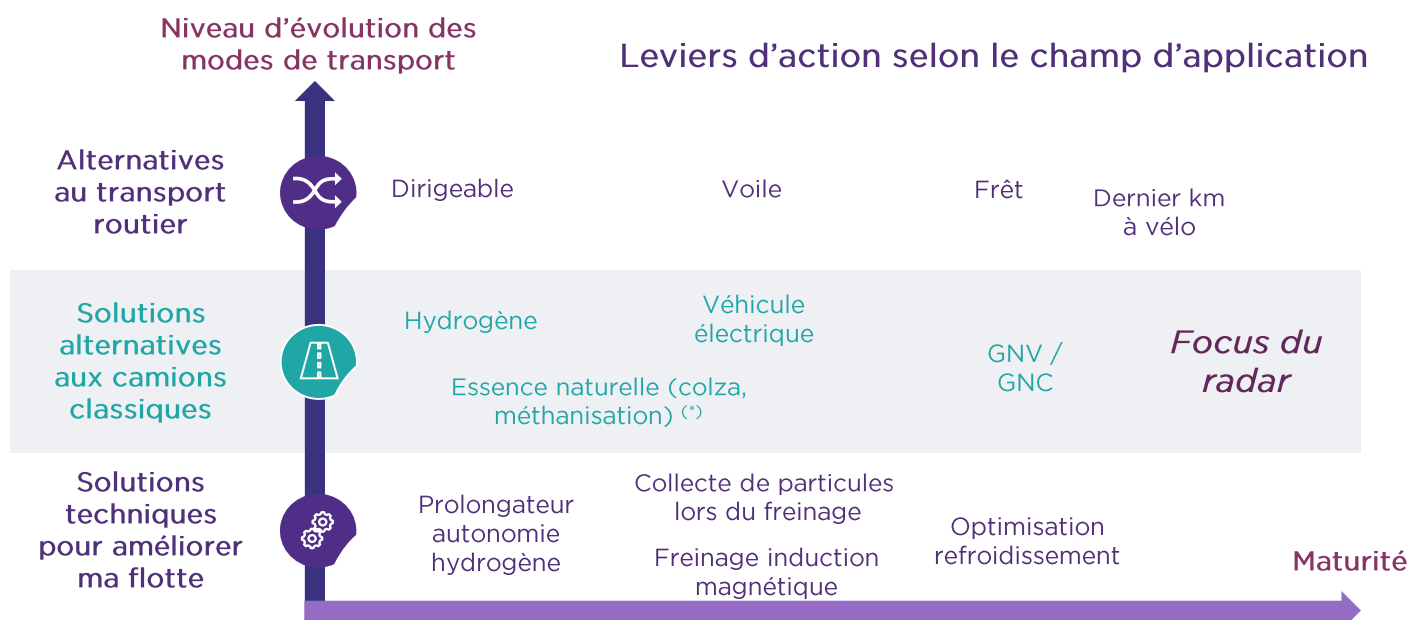 Niveau d’évolution des
modes de transport
Leviers d’action selon le champ d’application
Alternatives
au transport
routier
Dirigeable
Voile
Frêt
Dernier km
à vélo
Solutions
alternatives
aux camions
classiques
Hydrogène
Véhicule
électrique
Essence naturelle (colza,
méthanisation) (*)
GNV /
GNC
Focus du
radar
Solutions
techniques
pour améliorer
ma flotte
Prolongateur
autonomie
hydrogène
Collecte de particules
lors du freinage
Freinage induction
magnétique
Optimisation
refroidissement
Maturité